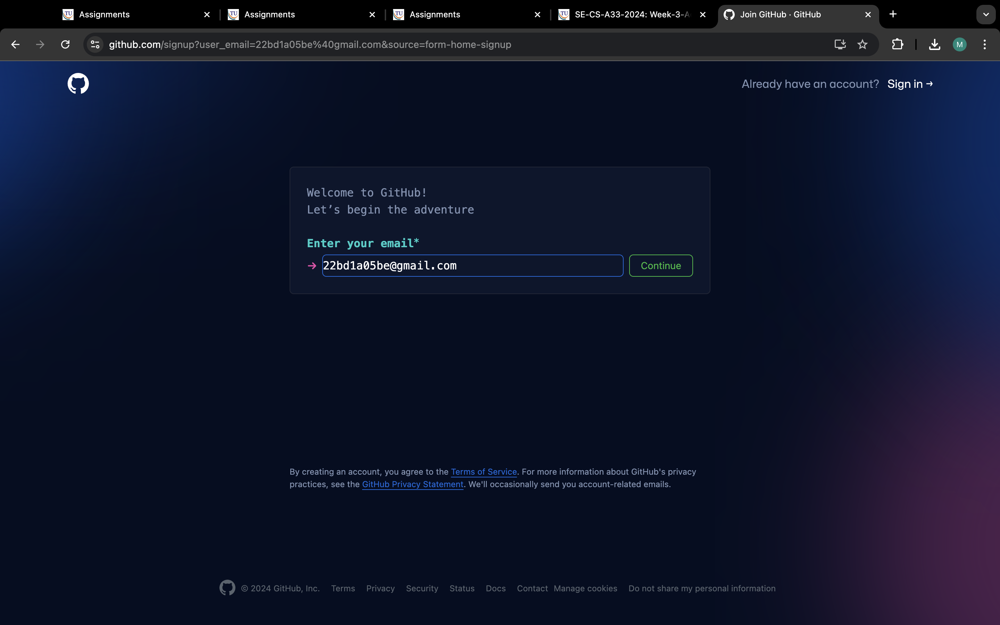 TU Assignments
TU Assignments
TU Assignments
TU SE-CS-A33-2024: Week-3-A
Join GitHub · GitHub
github.com/signup?user_email=22bd1a05be%40gmail.com&source=form-home-signup
M
Already have an account? Sign in →
Welcome to GitHub!
Let’s begin the adventure
Enter your email*
→ 22bd1a05be@gmail.com Continue
By creating an account, you agree to the Terms of Service. For more information about GitHub's privacy
practices, see the GitHub Privacy Statement. We'll occasionally send you account-related emails.
© 2024 GitHub, Inc. Terms Privacy Security Status Docs Contact Manage cookies Do not share my personal information